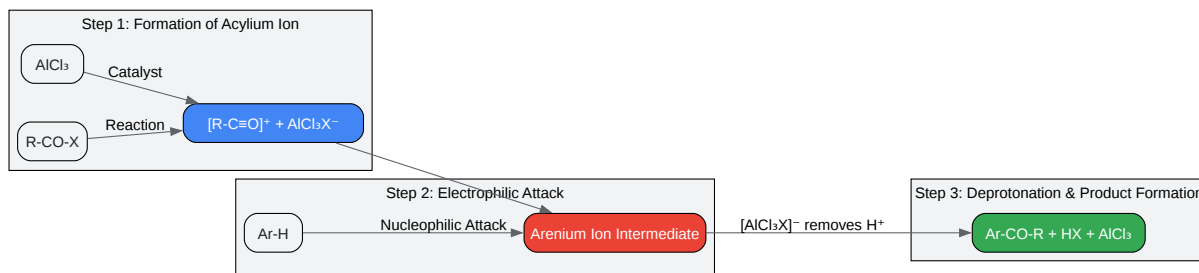 Step 1: Formation of Acylium Ion
AlCl₃
Catalyst
R-CO-X
Reaction
[R-C≡O]⁺ + AlCl₃X⁻
Step 2: Electrophilic Attack
Ar-H
Nucleophilic Attack
Arenium Ion Intermediate
[AlCl₃X]⁻ removes H⁺
Step 3: Deprotonation & Product Formation
Ar-CO-R + HX + AlCl₃